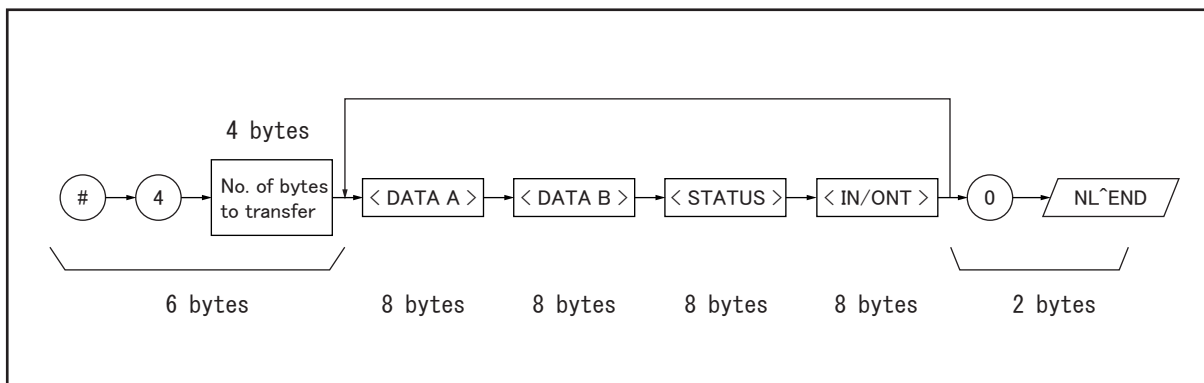 4 bytes
# 4 No. of bytes to transfer < DATA A > < DATA B > < STATUS > < IN/ONT > 0 NL^END
6 bytes 8 bytes 8 bytes 8 bytes 8 bytes 2 bytes